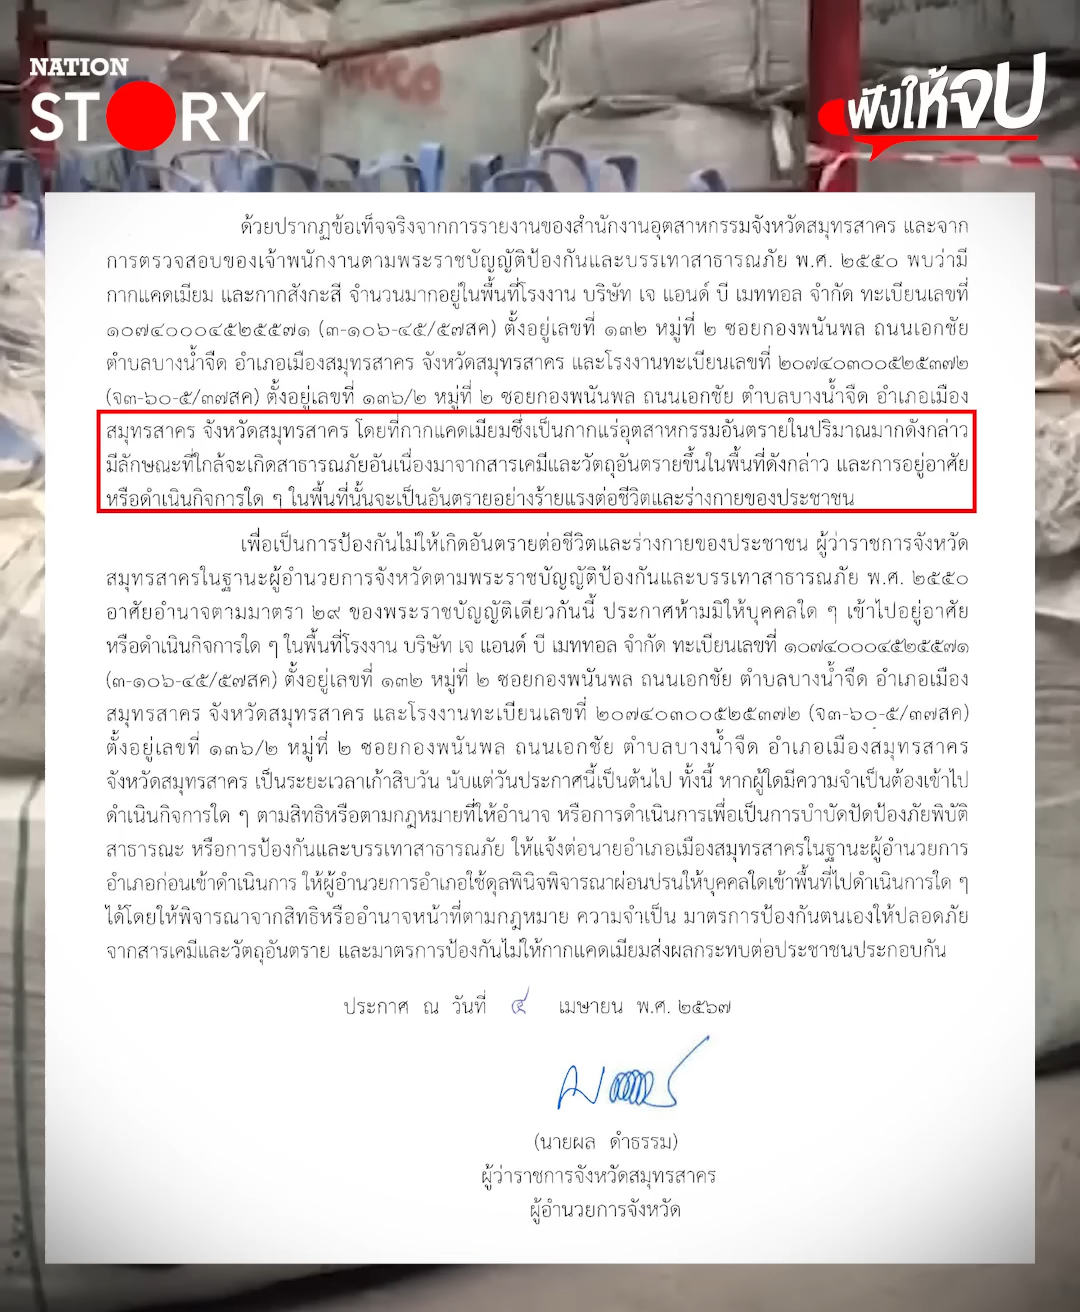 NATION
STORY
ฟังให้จบ
ด้วยปรากฏข้อเท็จจริงจากการรายงานของสำนักงานอุตสาหกรรมจังหวัดสมุทรสาคร และจาก
การตรวจสอบของเจ้าพนักงานตามพระราชบัญญัติป้องกันและบรรเทาสาธารณภัย พ.ศ. ๒๕๕๐ พบว่ามี
กากแคดเมียม และกากสังกะสี จำนวนมากอยู่ในพื้นที่โรงงาน บริษัท เจ แอนด์ บี เมททอล จำกัด ทะเบียนเลขที่
๑๐๗๔๐๐๐๔๕๒๕๕๗๑ (๓-๑๐๖-๔๕/๕๗สค) ตั้งอยู่เลขที่ ๑๓๒ หมู่ที่ ๒ ซอยกองพนันพล ถนนเอกชัย
ตำบลบางน้ำจืด อำเภอเมืองสมุทรสาคร จังหวัดสมุทรสาคร และโรงงานทะเบียนเลขที่ ๒๐๗๔๐๓๐๐๕๒๕๓๗๒
(จ๓-๖๐-๕/๓๗สค) ตั้งอยู่เลขที่ ๑๓๖/๒ หมู่ที่ ๒ ซอยกองพนันพล ถนนเอกชัย ตำบลบางน้ำจืด อำเภอเมือง
สมุทรสาคร จังหวัดสมุทรสาคร โดยที่กากแคดเมียมซึ่งเป็นกากแร่อุตสาหกรรมอันตรายในปริมาณมากดังกล่าว
มีลักษณะที่ใกล้จะเกิดสาธารณภัยอันเนื่องมาจากสารเคมีและวัตถุอันตรายขึ้นในพื้นที่ดังกล่าว และการอยู่อาศัย
หรือดำเนินกิจการใด ๆ ในพื้นที่นั้นจะเป็นอันตรายอย่างร้ายแรงต่อชีวิตและร่างกายของประชาชน
เพื่อเป็นการป้องกันไม่ให้เกิดอันตรายต่อชีวิตและร่างกายของประชาชน ผู้ว่าราชการจังหวัด
สมุทรสาครในฐานะผู้อำนวยการจังหวัดตามพระราชบัญญัติป้องกันและบรรเทาสาธารณภัย พ.ศ. ๒๕๕๐
อาศัยอำนาจตามมาตรา ๒๙ ของพระราชบัญญัติเดียวกันนี้ ประกาศห้ามมิให้บุคคลใด ๆ เข้าไปอยู่อาศัย
หรือดำเนินกิจการใด ๆ ในพื้นที่โรงงาน บริษัท เจ แอนด์ บี เมททอล จำกัด ทะเบียนเลขที่ ๑๐๗๔๐๐๐๔๕๒๕๕๗๑
(๓-๑๐๖-๔๕/๕๗สค) ตั้งอยู่เลขที่ ๑๓๒ หมู่ที่ ๒ ซอยกองพนันพล ถนนเอกชัย ตำบลบางน้ำจืด อำเภอเมือง
สมุทรสาคร จังหวัดสมุทรสาคร และโรงงานทะเบียนเลขที่ ๒๐๗๔๐๓๐๐๕๒๕๓๗๒ (จ๓-๖๐-๕/๓๗สค)
ตั้งอยู่เลขที่ ๑๓๖/๒ หมู่ที่ ๒ ซอยกองพนันพล ถนนเอกชัย ตำบลบางน้ำจืด อำเภอเมืองสมุทรสาคร
จังหวัดสมุทรสาคร เป็นระยะเวลาเก้าสิบวัน นับแต่วันประกาศนี้เป็นต้นไป ทั้งนี้ หากผู้ใดมีความจำเป็นต้องเข้าไป
ดำเนินกิจการใด ๆ ตามสิทธิหรือตามกฎหมายที่ให้อำนาจ หรือการดำเนินการเพื่อเป็นการบำบัดปัดป้องภัยพิบัติ
สาธารณะ หรือการป้องกันและบรรเทาสาธารณภัย ให้แจ้งต่อนายอำเภอเมืองสมุทรสาครในฐานะผู้อำนวยการ
อำเภอก่อนเข้าดำเนินการ ให้ผู้อำนวยการอำเภอใช้ดุลพินิจพิจารณาผ่อนปรนให้บุคคลใดเข้าพื้นที่ไปดำเนินการใด ๆ
ได้โดยให้พิจารณาจากสิทธิหรืออำนาจหน้าที่ตามกฎหมาย ความจำเป็น มาตรการป้องกันตนเองให้ปลอดภัย
จากสารเคมีและวัตถุอันตราย และมาตรการป้องกันไม่ให้กากแคดเมียมส่งผลกระทบต่อประชาชนประกอบกัน
ประกาศ ณ วันที่ ๔ เมษายน พ.ศ. ๒๕๖๗
(นายผล ดำธรรม)
ผู้ว่าราชการจังหวัดสมุทรสาคร
ผู้อำนวยการจังหวัด